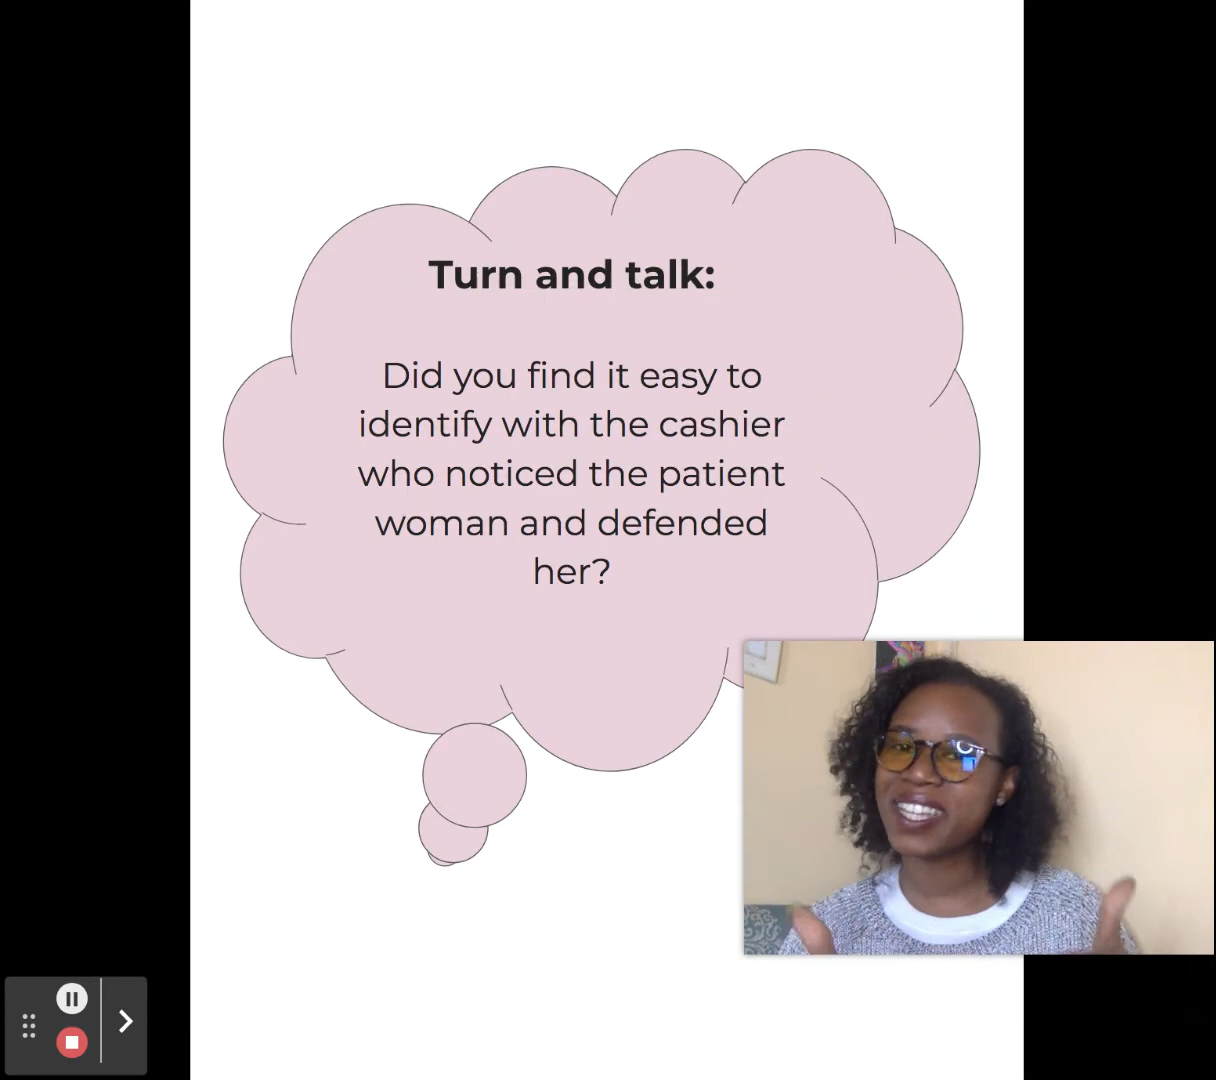 Turn and talk:
Did you find it easy to
identify with the cashier
who noticed the patient
woman and defended
her?